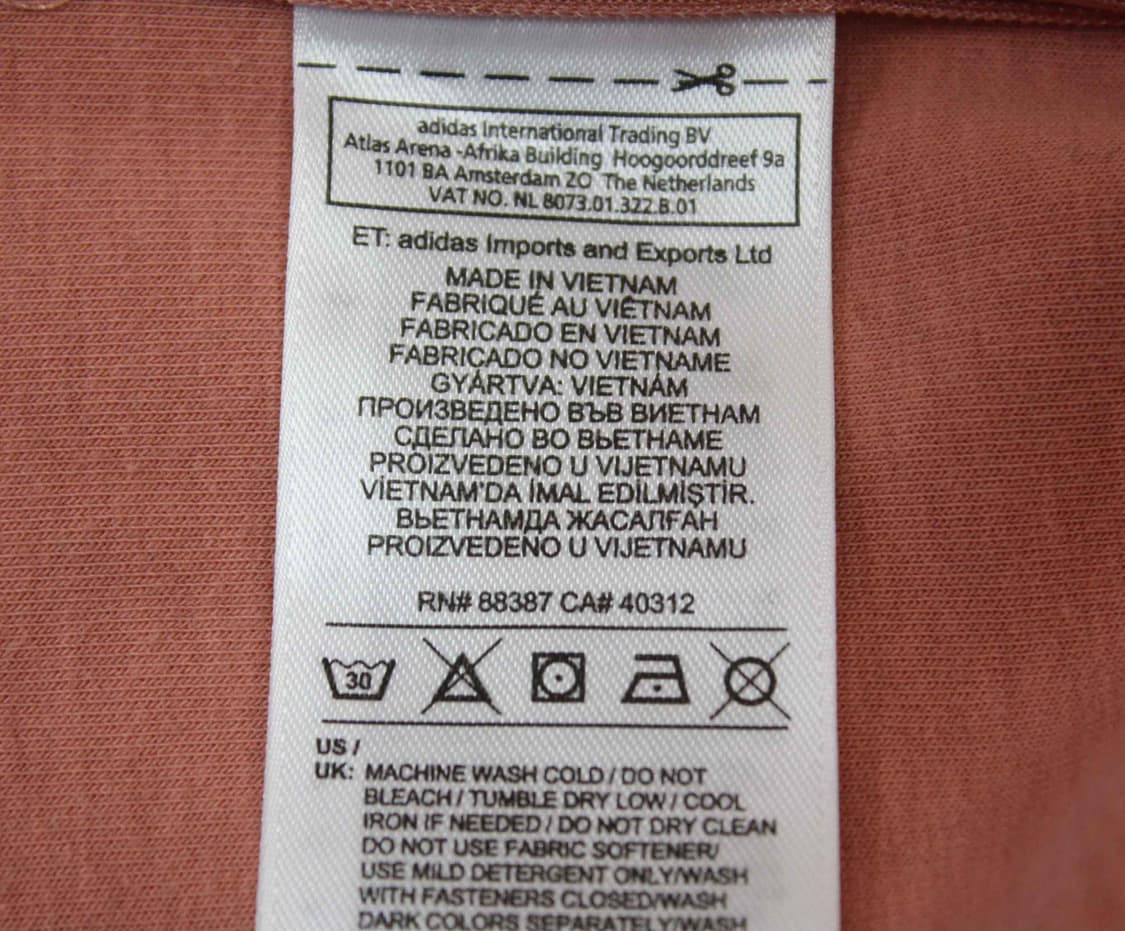 adidas International Trading BV
Atlas Arena -Afrika Building Hoogoorddreef 9a
1101 BA Amsterdam ZO The Netherlands
VAT NO. NL 8073.01.322.B.01
ET: adidas Imports and Exports Ltd
MADE IN VIETNAM
FABRIQUÉ AU VIÊTNAM
FABRICADO EN VIETNAM
FABRICADO NO VIETNAME
GYÁRTVA: VIETNÁM
ПРОИЗВЕДЕНО ВЪВ ВИЕТНАМ
СДЕЛАНО ВО ВЬЕТНАМЕ
PROIZVEDENO U VIJETNAMU
VİETNAM'DA İMAL EDİLMİŞTİR.
ВЬЕТНАМДА ЖАСАЛҒАН
PROIZVEDENO U VIJETNAMU
RN# 88387 CA# 40312
30
US /
UK: MACHINE WASH COLD / DO NOT
BLEACH / TUMBLE DRY LOW / COOL
IRON IF NEEDED / DO NOT DRY CLEAN
DO NOT USE FABRIC SOFTENER/
USE MILD DETERGENT ONLY/WASH
WITH FASTENERS CLOSED/WASH
DARK COLORS SEPARATELY/WASH